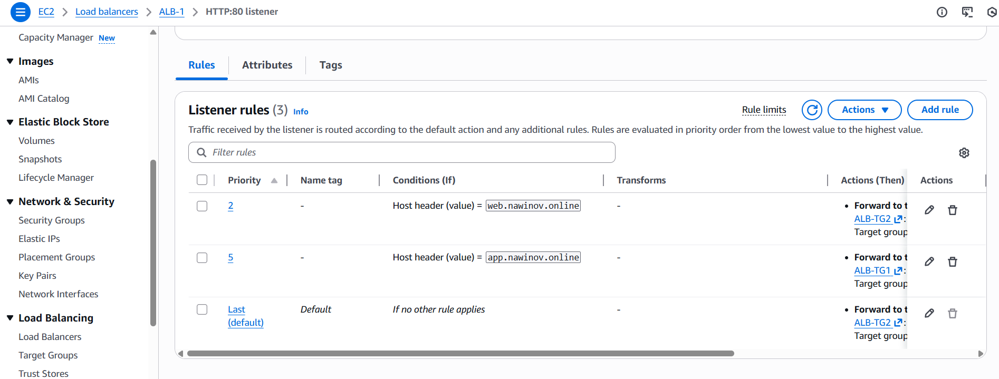 EC2 > Load balancers > ALB-1 > HTTP:80 listener
Capacity Manager New
Images
AMIs
AMI Catalog
Elastic Block Store
Volumes
Snapshots
Lifecycle Manager
Network & Security
Security Groups
Elastic IPs
Placement Groups
Key Pairs
Network Interfaces
Load Balancing
Load Balancers
Target Groups
Trust Stores
Rules Attributes Tags
Listener rules (3) Info
Rule limits Actions Add rule
Traffic received by the listener is routed according to the default action and any additional rules. Rules are evaluated in priority order from the lowest value to the highest value.
Filter rules
Priority Name tag Conditions (If) Transforms Actions (Then) Actions
2 - Host header (value) = web.nawinov.online - • Forward to t
ALB-TG2 :
Target group
5 - Host header (value) = app.nawinov.online - • Forward to t
ALB-TG1 :
Target group
Last Default If no other rule applies - • Forward to t
(default) ALB-TG2 :
Target group